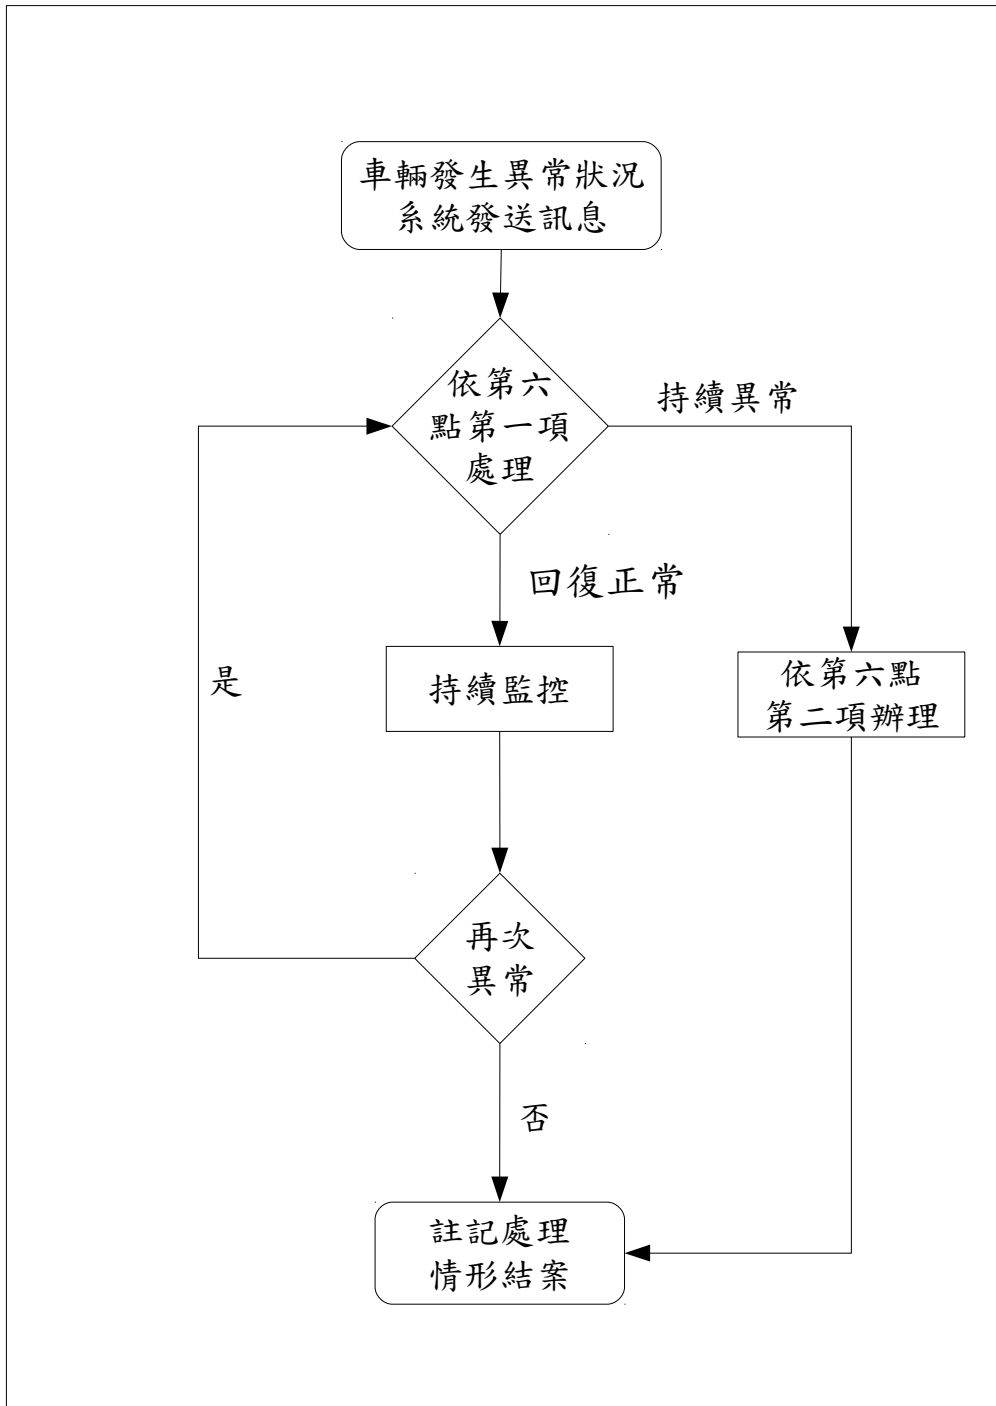 車輛發生異常狀況
系統發送訊息
依第六
點第一項
處理
持續異常
回復正常
是
持續監控
依第六點
第二項辦理
再次
異常
否
註記處理
情形結案